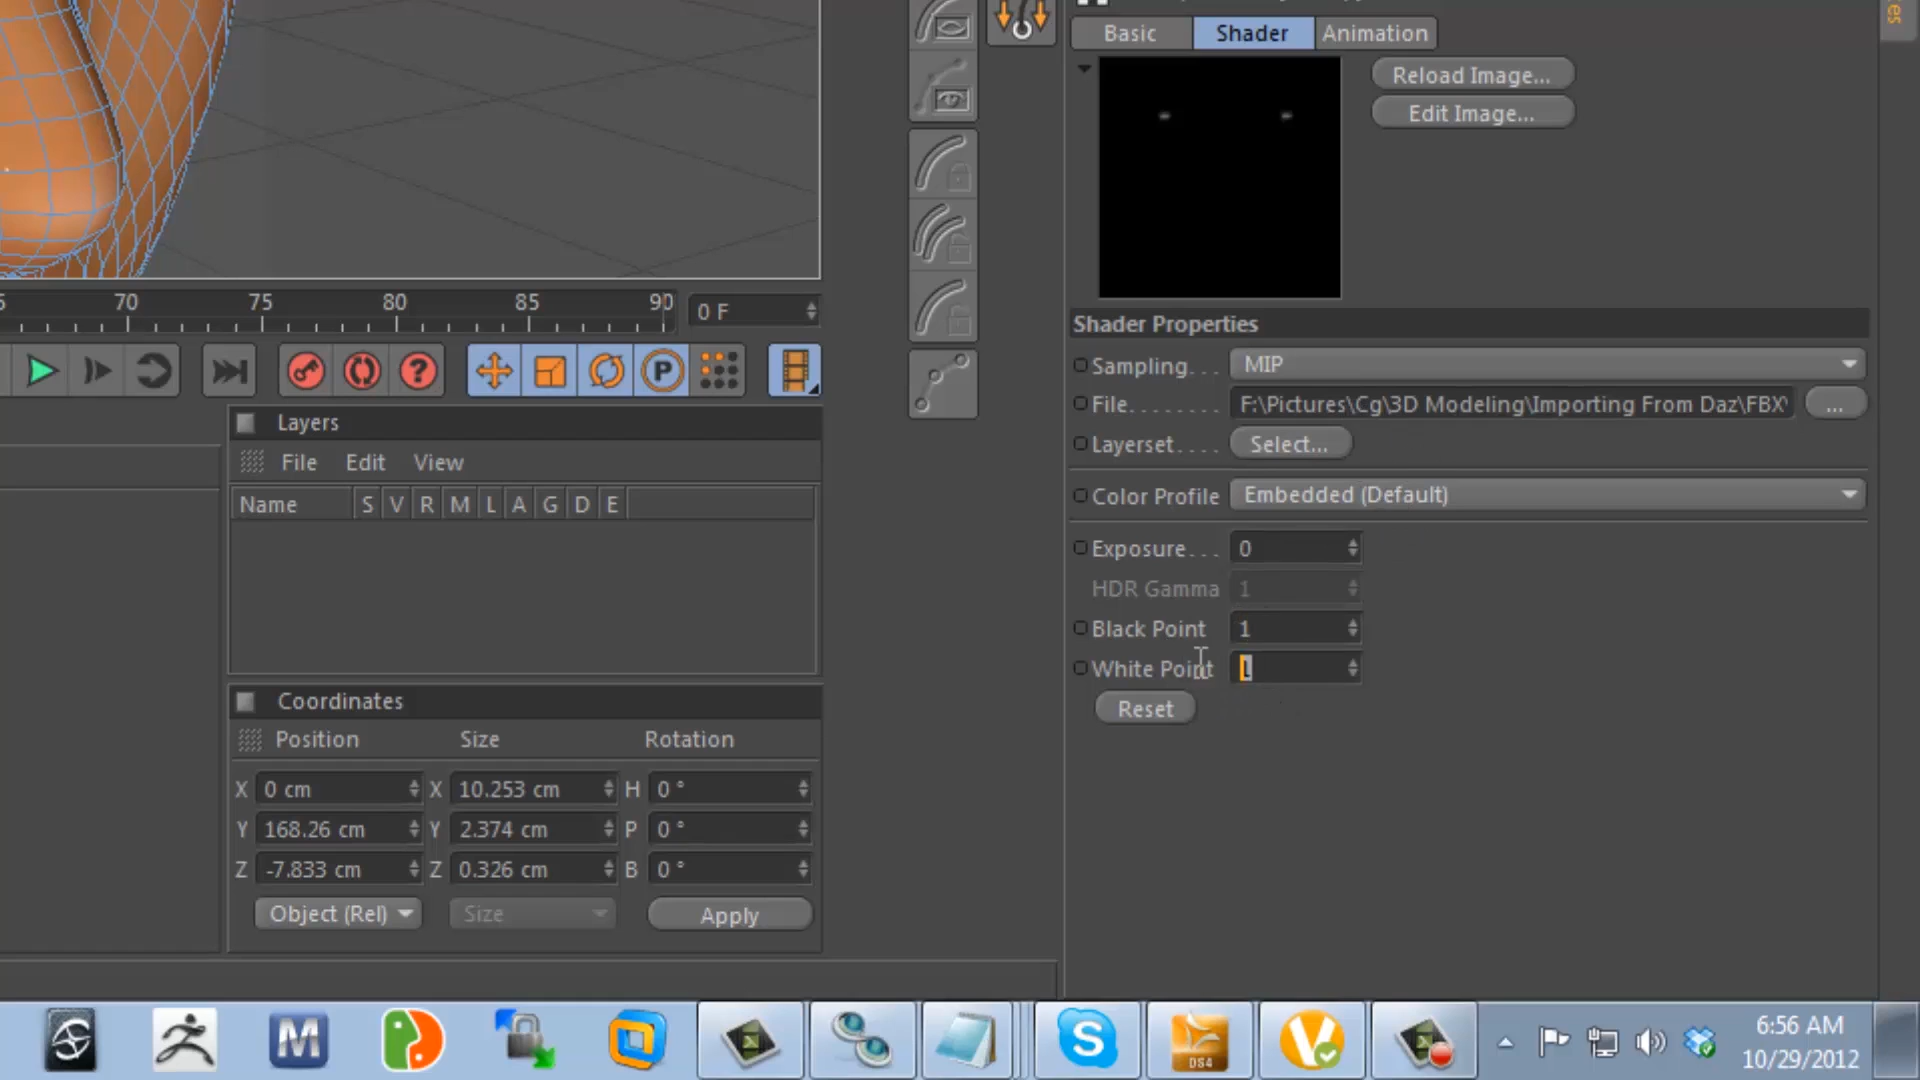 Basic Shader Animation
Reload Image...
Edit Image...
70 75 80 85 90 0 F
P
Shader Properties
Sampling. . . MIP
File. . . . . . . . F:\Pictures\Cg\3D Modeling\Importing From Daz\FBX\ ...
Layerset. . . . Select...
Color Profile Embedded (Default)
Exposure. . . 0
HDR Gamma 1
Black Point 1
White Point 1
Reset
Layers
File Edit View
Name S V R M L A G D E
Coordinates
Position Size Rotation
X 0 cm X 10.253 cm H 0 °
Y 168.26 cm Y 2.374 cm P 0 °
Z -7.833 cm Z 0.326 cm B 0 °
Object (Rel) Size Apply
M S DS4 V
6:56 AM
10/29/2012